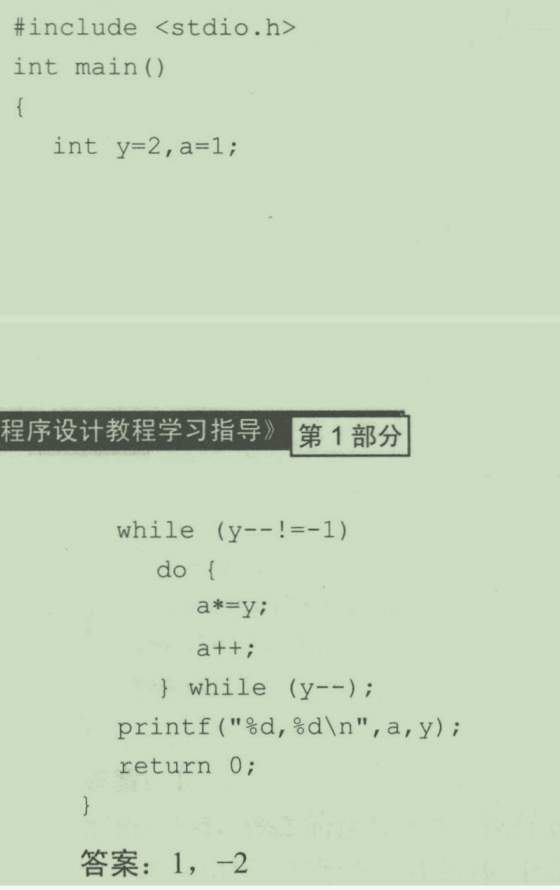 #include <stdio.h>
int main()
{
int y=2,a=1;
程序设计教程学习指导》 第1部分
while (y--!=-1)
do {
a*=y;
a++;
} while (y--);
printf("%d,%d\n",a,y);
return 0;
}
答案：1，-2